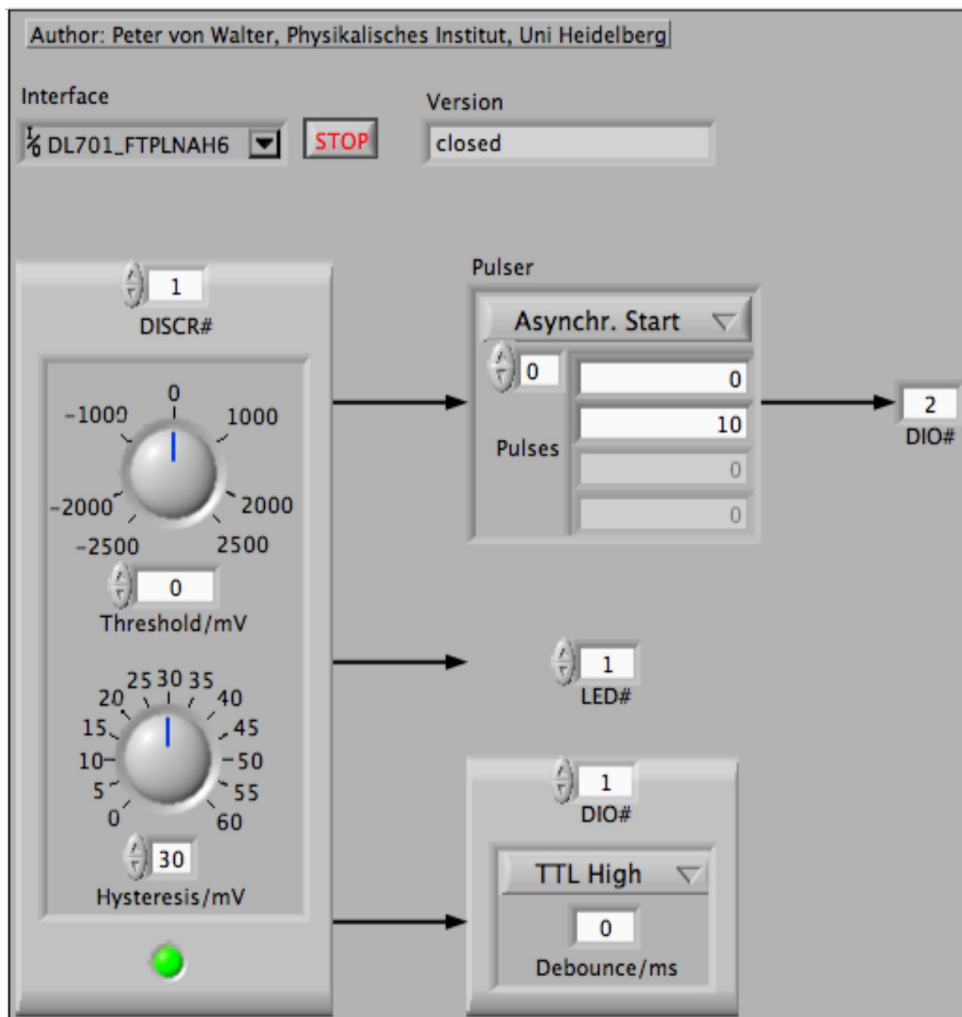 Author: Peter von Walter, Physikalisches Institut, Uni Heidelberg
Interface
Version
I/O DL701_FTPLNAH6
STOP
closed
1
DISCR#
0
-1000
1000
-2000
2000
-2500
2500
0
Threshold/mV
25 30 35
20
40
15
45
10
50
5
55
0
60
30
Hysteresis/mV
Pulser
Asynchr. Start
0
0
10
Pulses
0
0
2
DIO#
1
LED#
1
DIO#
TTL High
0
Debounce/ms